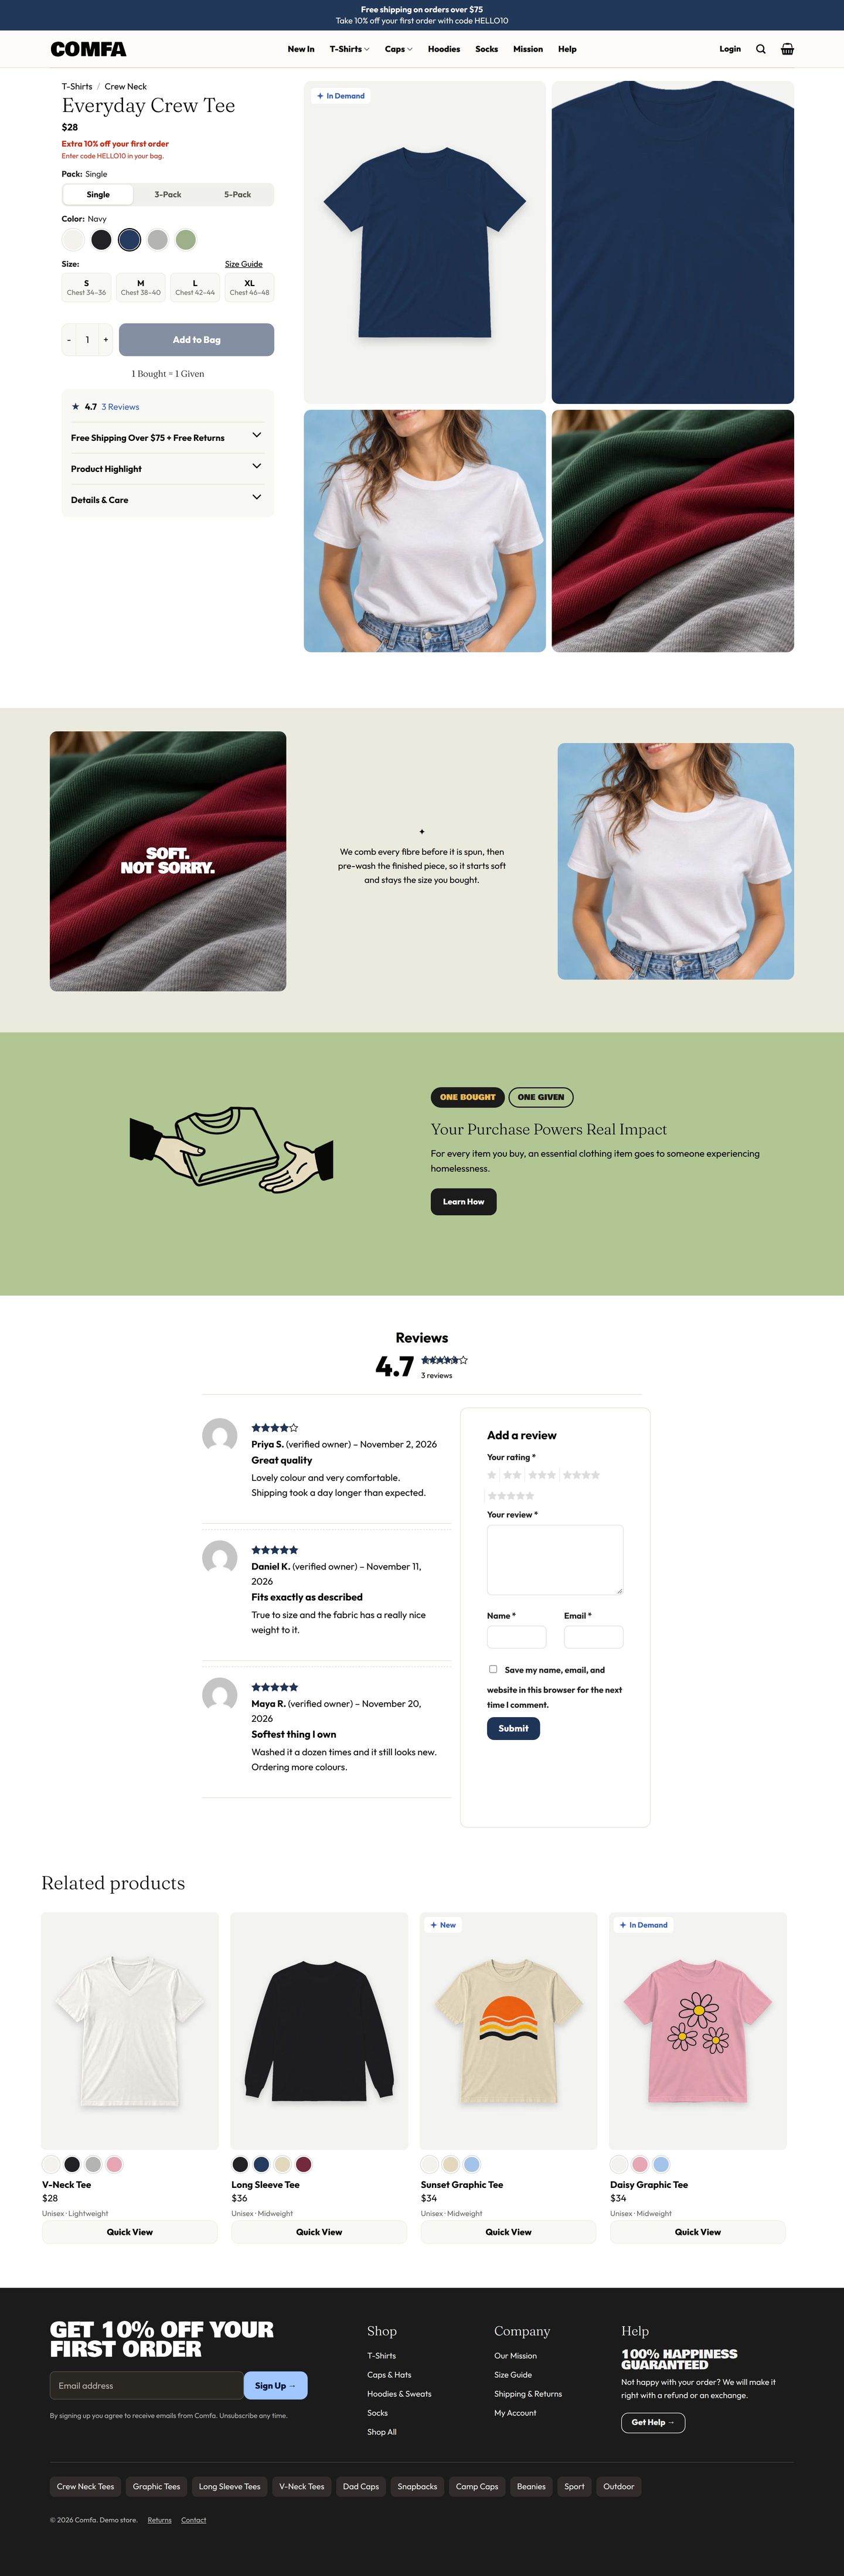 Free shipping on orders over $75
Take 10% off your first order with code HELLO10
COMFA
New In
T-Shirts
Caps
Hoodies
Socks
Mission
Help
Login
T-Shirts / Crew Neck
Everyday Crew Tee
$28
Extra 10% off your first order
Enter code HELLO10 in your bag.
Pack: Single
Single
3-Pack
5-Pack
Color: Navy
Size:
Size Guide
S
Chest 34–36
M
Chest 38–40
L
Chest 42–44
XL
Chest 46–48
- 1 +
Add to Bag
1 Bought = 1 Given
★ 4.7 3 Reviews
Free Shipping Over $75 + Free Returns
Product Highlight
Details & Care
In Demand
SOFT.
NOT SORRY.
We comb every fibre before it is spun, then
pre-wash the finished piece, so it starts soft
and stays the size you bought.
ONE BOUGHT
ONE GIVEN
Your Purchase Powers Real Impact
For every item you buy, an essential clothing item goes to someone experiencing
homelessness.
Learn How
Reviews
4.7
3 reviews
Priya S. (verified owner) – November 2, 2026
Great quality
Lovely colour and very comfortable.
Shipping took a day longer than expected.
Daniel K. (verified owner) – November 11,
2026
Fits exactly as described
True to size and the fabric has a really nice
weight to it.
Maya R. (verified owner) – November 20,
2026
Softest thing I own
Washed it a dozen times and it still looks new.
Ordering more colours.
Add a review
Your rating *
Your review *
Name *
Email *
Save my name, email, and
website in this browser for the next
time I comment.
Submit
Related products
V-Neck Tee
$28
Unisex · Lightweight
Quick View
Long Sleeve Tee
$36
Unisex · Midweight
Quick View
New
Sunset Graphic Tee
$34
Unisex · Midweight
Quick View
In Demand
Daisy Graphic Tee
$34
Unisex · Midweight
Quick View
GET 10% OFF YOUR
FIRST ORDER
Email address
Sign Up →
By signing up you agree to receive emails from Comfa. Unsubscribe any time.
Shop
T-Shirts
Caps & Hats
Hoodies & Sweats
Socks
Shop All
Company
Our Mission
Size Guide
Shipping & Returns
My Account
Help
100% HAPPINESS
GUARANTEED
Not happy with your order? We will make it
right with a refund or an exchange.
Get Help →
Crew Neck Tees
Graphic Tees
Long Sleeve Tees
V-Neck Tees
Dad Caps
Snapbacks
Camp Caps
Beanies
Sport
Outdoor
© 2026 Comfa. Demo store.
Returns
Contact